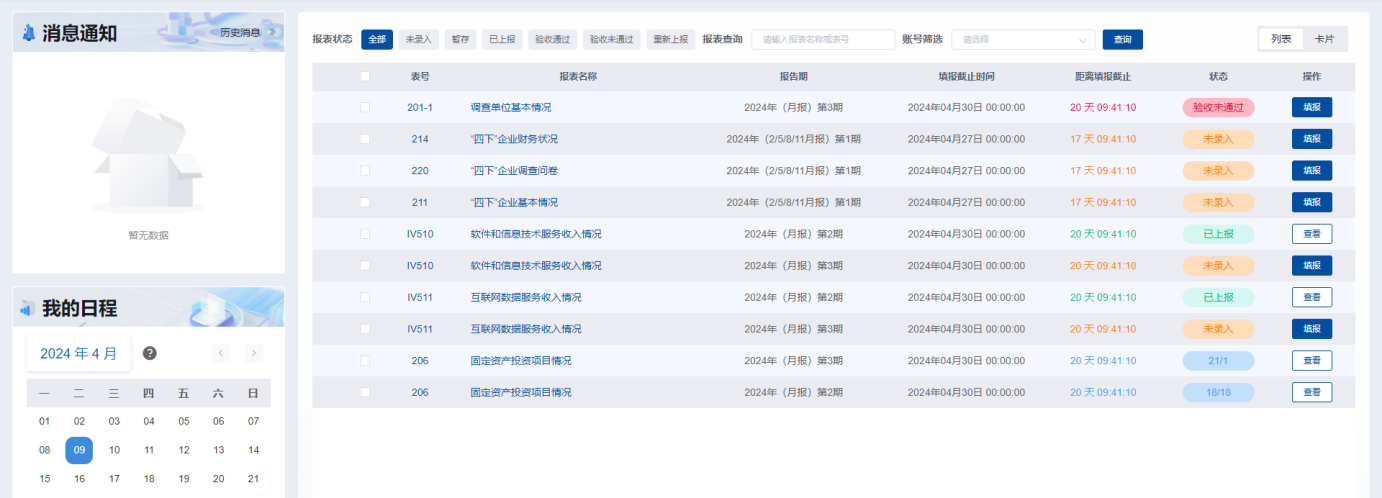 消息通知
历史消息
暂无数据
我的日程
2024 年 4 月
?
一 二 三 四 五 六 日
01 02 03 04 05 06 07
08 09 10 11 12 13 14
15 16 17 18 19 20 21
报表状态 全部 未录入 暂存 已上报 验收通过 验收未通过 重新上报 报表查询 请输入报表名称或表号 账号筛选 请选择 查询 列表 卡片
表号 报表名称 报告期 填报截止时间 距离填报截止 状态 操作
201-1 调查单位基本情况 2024年（月报）第3期 2024年04月30日 00:00:00 20 天 09:41:10 验收未通过 填报
214 “四下”企业财务状况 2024年（2/5/8/11月报）第1期 2024年04月27日 00:00:00 17 天 09:41:10 未录入 填报
220 “四下”企业调查问卷 2024年（2/5/8/11月报）第1期 2024年04月27日 00:00:00 17 天 09:41:10 未录入 填报
211 “四下”企业基本情况 2024年（2/5/8/11月报）第1期 2024年04月27日 00:00:00 17 天 09:41:10 未录入 填报
IV510 软件和信息技术服务收入情况 2024年（月报）第2期 2024年04月30日 00:00:00 20 天 09:41:10 已上报 查看
IV510 软件和信息技术服务收入情况 2024年（月报）第3期 2024年04月30日 00:00:00 20 天 09:41:10 未录入 填报
IV511 互联网数据服务收入情况 2024年（月报）第2期 2024年04月30日 00:00:00 20 天 09:41:10 已上报 查看
IV511 互联网数据服务收入情况 2024年（月报）第3期 2024年04月30日 00:00:00 20 天 09:41:10 未录入 填报
206 固定资产投资项目情况 2024年（月报）第3期 2024年04月30日 00:00:00 20 天 09:41:10 21/1 查看
206 固定资产投资项目情况 2024年（月报）第2期 2024年04月30日 00:00:00 20 天 09:41:10 18/18 查看